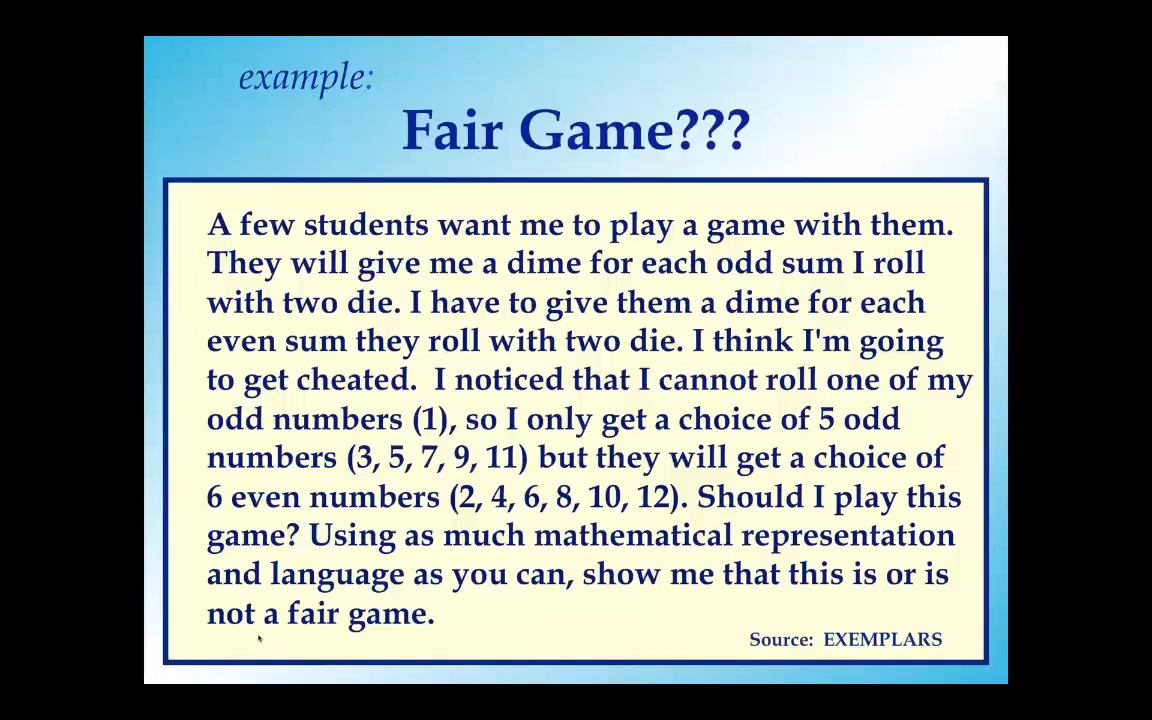 example:
Fair Game???
A few students want me to play a game with them.
They will give me a dime for each odd sum I roll
with two die. I have to give them a dime for each
even sum they roll with two die. I think I'm going
to get cheated.  I noticed that I cannot roll one of my
odd numbers (1), so I only get a choice of 5 odd
numbers (3, 5, 7, 9, 11) but they will get a choice of
6 even numbers (2, 4, 6, 8, 10, 12). Should I play this
game? Using as much mathematical representation
and language as you can, show me that this is or is
not a fair game.
Source:  EXEMPLARS